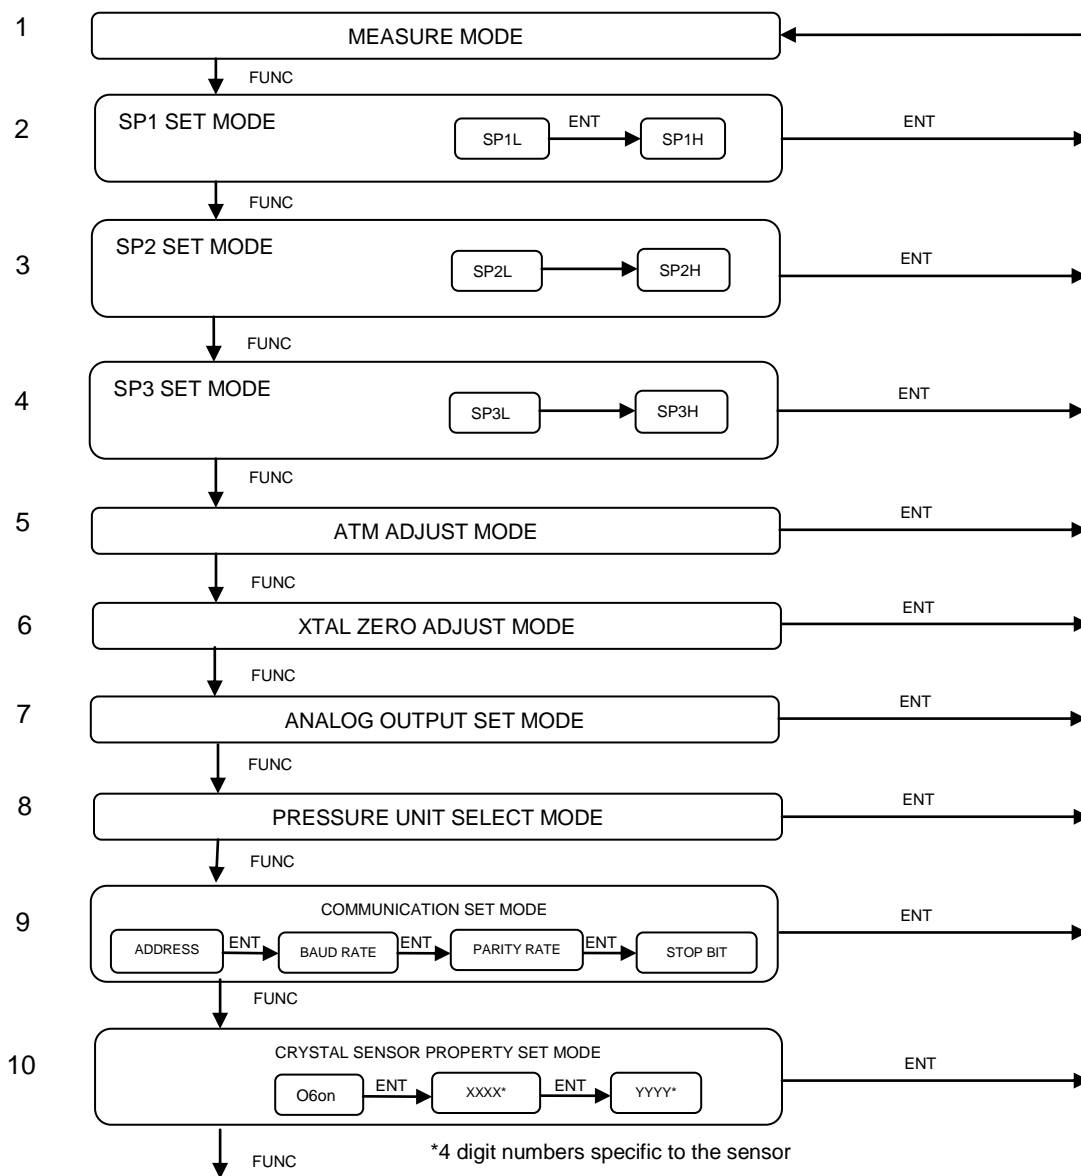 1
MEASURE MODE
FUNC
2
SP1 SET MODE
SP1L
ENT
SP1H
ENT
FUNC
3
SP2 SET MODE
SP2L
SP2H
ENT
FUNC
4
SP3 SET MODE
SP3L
SP3H
ENT
FUNC
5
ATM ADJUST MODE
ENT
FUNC
6
XTAL ZERO ADJUST MODE
ENT
FUNC
7
ANALOG OUTPUT SET MODE
ENT
FUNC
8
PRESSURE UNIT SELECT MODE
ENT
FUNC
9
COMMUNICATION SET MODE
ADDRESS
ENT
BAUD RATE
ENT
PARITY RATE
ENT
STOP BIT
ENT
FUNC
10
CRYSTAL SENSOR PROPERTY SET MODE
O6on
ENT
XXXX*
ENT
YYYY*
ENT
*4 digit numbers specific to the sensor
FUNC